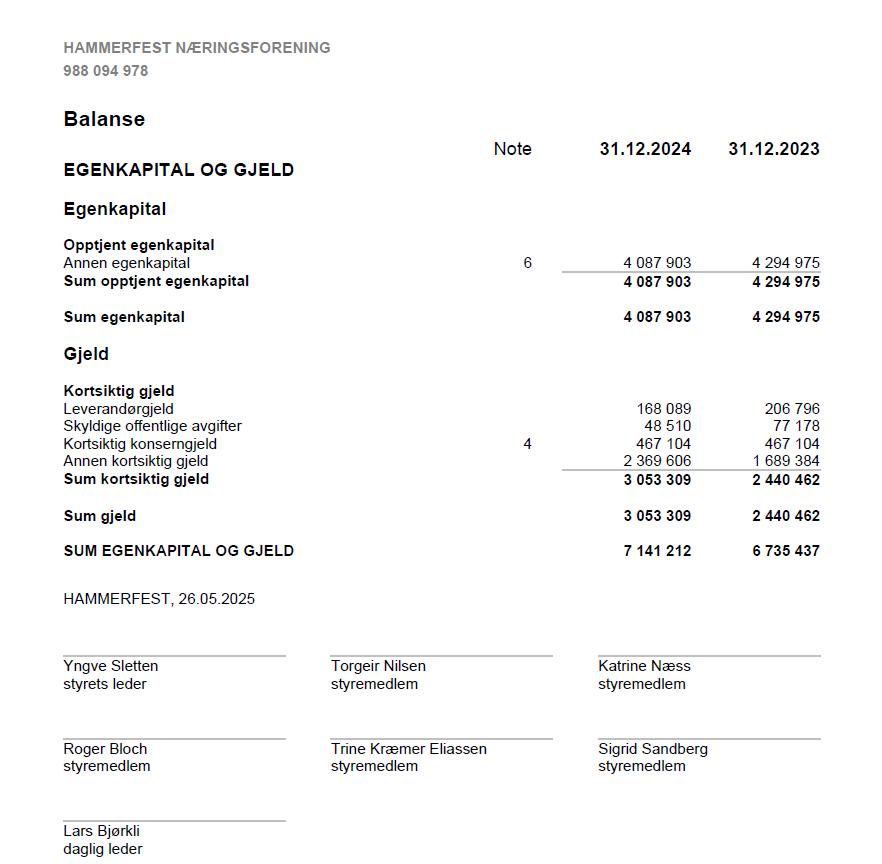 HAMMERFEST NÆRINGSFORENING
988 094 978
Balanse
Note 31.12.2024 31.12.2023
EGENKAPITAL OG GJELD
Egenkapital
Opptjent egenkapital
Annen egenkapital 6 4 087 903 4 294 975
Sum opptjent egenkapital 4 087 903 4 294 975
Sum egenkapital 4 087 903 4 294 975
Gjeld
Kortsiktig gjeld
Leverandørgjeld 168 089 206 796
Skyldige offentlige avgifter 48 510 77 178
Kortsiktig konserngjeld 4 467 104 467 104
Annen kortsiktig gjeld 2 369 606 1 689 384
Sum kortsiktig gjeld 3 053 309 2 440 462
Sum gjeld 3 053 309 2 440 462
SUM EGENKAPITAL OG GJELD 7 141 212 6 735 437
HAMMERFEST, 26.05.2025
Yngve Sletten Torgeir Nilsen Katrine Næss
styrets leder styremedlem styremedlem
Roger Bloch Trine Kræmer Eliassen Sigrid Sandberg
styremedlem styremedlem styremedlem
Lars Bjørkli
daglig leder